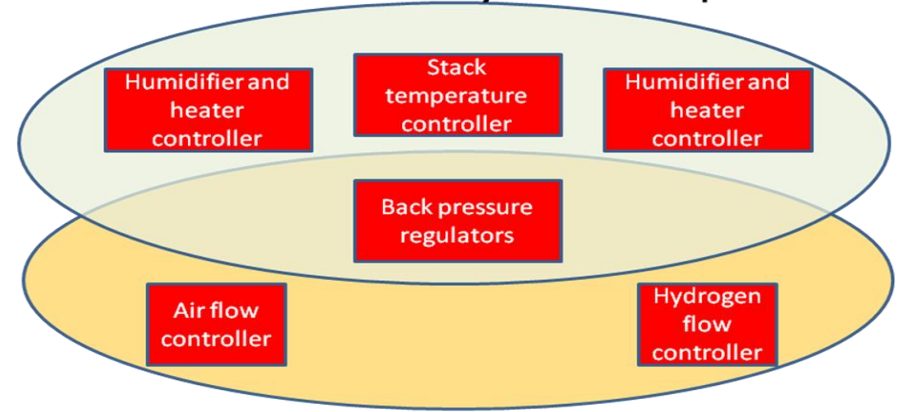 Humidifier and
heater
controller
Stack
temperature
controller
Humidifier and
heater
controller
Back pressure
regulators
Air flow
controller
Hydrogen
flow
controller